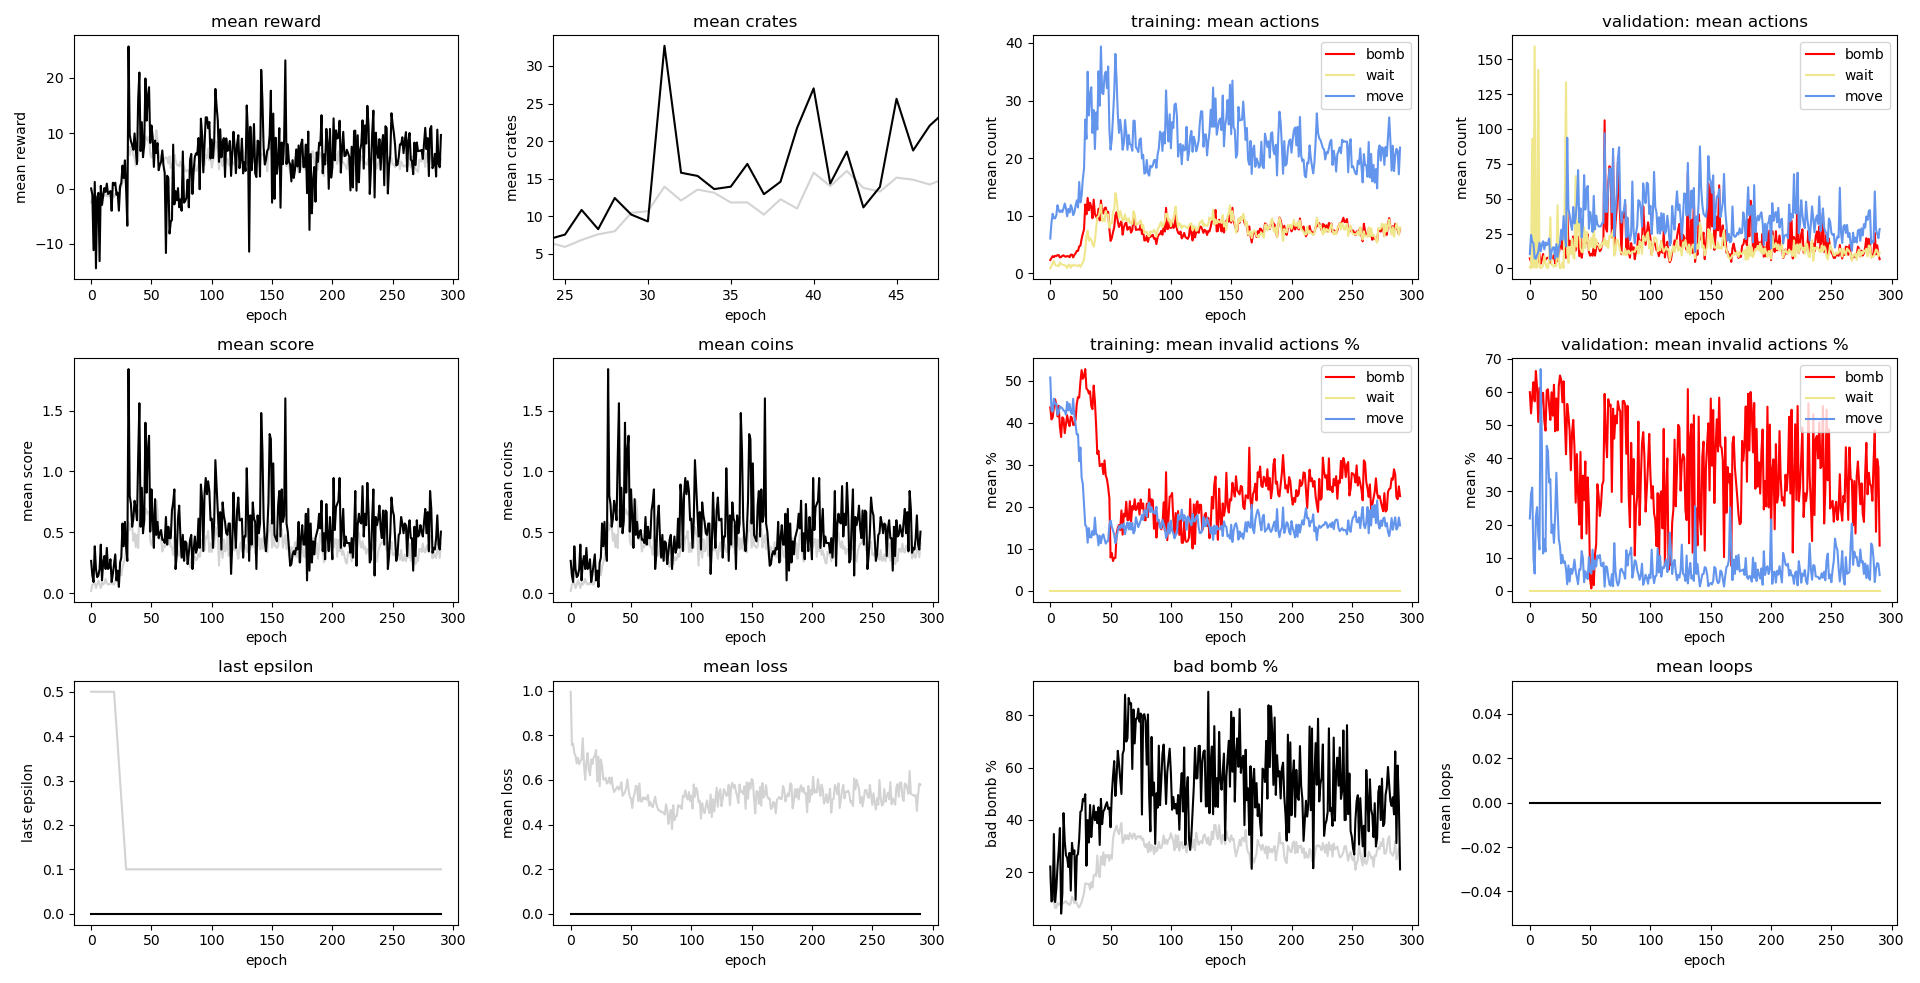 mean reward
mean reward
20
10
0
−10
0 50 100 150 200 250 300
epoch
mean crates
mean crates
30
25
20
15
10
5
25 30 35 40 45
epoch
training: mean actions
mean count
40
30
20
10
0
bomb
wait
move
0 50 100 150 200 250 300
epoch
validation: mean actions
mean count
150
125
100
75
50
25
0
bomb
wait
move
0 50 100 150 200 250 300
epoch
mean score
mean score
1.5
1.0
0.5
0.0
0 50 100 150 200 250 300
epoch
mean coins
mean coins
1.5
1.0
0.5
0.0
0 50 100 150 200 250 300
epoch
training: mean invalid actions %
mean %
50
40
30
20
10
0
bomb
wait
move
0 50 100 150 200 250 300
epoch
validation: mean invalid actions %
mean %
70
60
50
40
30
20
10
0
bomb
wait
move
0 50 100 150 200 250 300
epoch
last epsilon
last epsilon
0.5
0.4
0.3
0.2
0.1
0.0
0 50 100 150 200 250 300
epoch
mean loss
mean loss
1.0
0.8
0.6
0.4
0.2
0.0
0 50 100 150 200 250 300
epoch
bad bomb %
bad bomb %
80
60
40
20
0 50 100 150 200 250 300
epoch
mean loops
mean loops
0.04
0.02
0.00
−0.02
−0.04
0 50 100 150 200 250 300
epoch